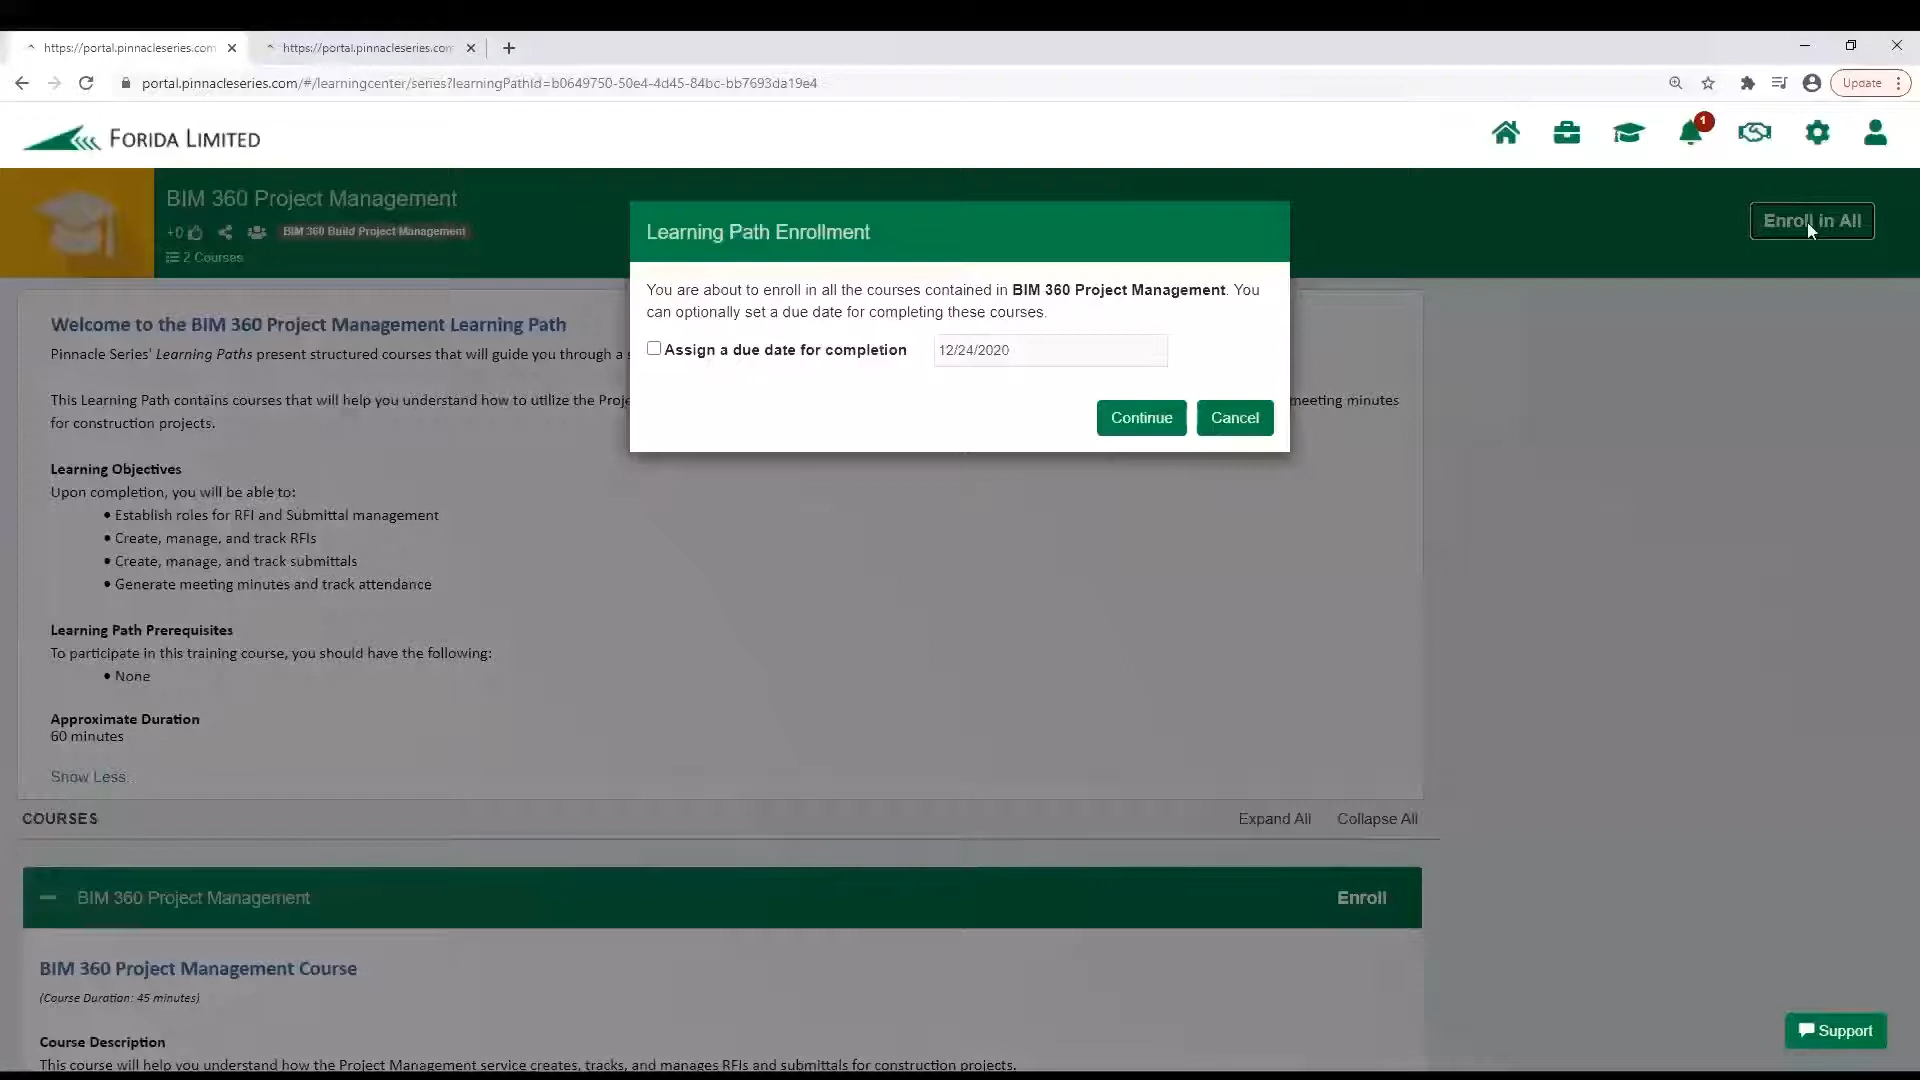 https://portal.pinnacleseries.com
https://portal.pinnacleseries.com
portal.pinnacleseries.com/#/learningcenter/series?learningPathId=b0649750-50e4-4d45-84bc-bb7693da19e4
Update
FORIDA LIMITED
1
BIM 360 Project Management
+0
BIM 360 Build Project Management
2 Courses
Enroll in All
Learning Path Enrollment
You are about to enroll in all the courses contained in BIM 360 Project Management. You
can optionally set a due date for completing these courses.
Assign a due date for completion
12/24/2020
Continue
Cancel
Welcome to the BIM 360 Project Management Learning Path
Pinnacle Series' Learning Paths present structured courses that will guide you through a
This Learning Path contains courses that will help you understand how to utilize the Proje meeting minutes
for construction projects.
Learning Objectives
Upon completion, you will be able to:
• Establish roles for RFI and Submittal management
• Create, manage, and track RFIs
• Create, manage, and track submittals
• Generate meeting minutes and track attendance
Learning Path Prerequisites
To participate in this training course, you should have the following:
• None
Approximate Duration
60 minutes
Show Less..
COURSES
Expand All
Collapse All
BIM 360 Project Management
Enroll
BIM 360 Project Management Course
(Course Duration: 45 minutes)
Course Description
This course will help you understand how the Project Management service creates, tracks, and manages RFIs and submittals for construction projects.
Support